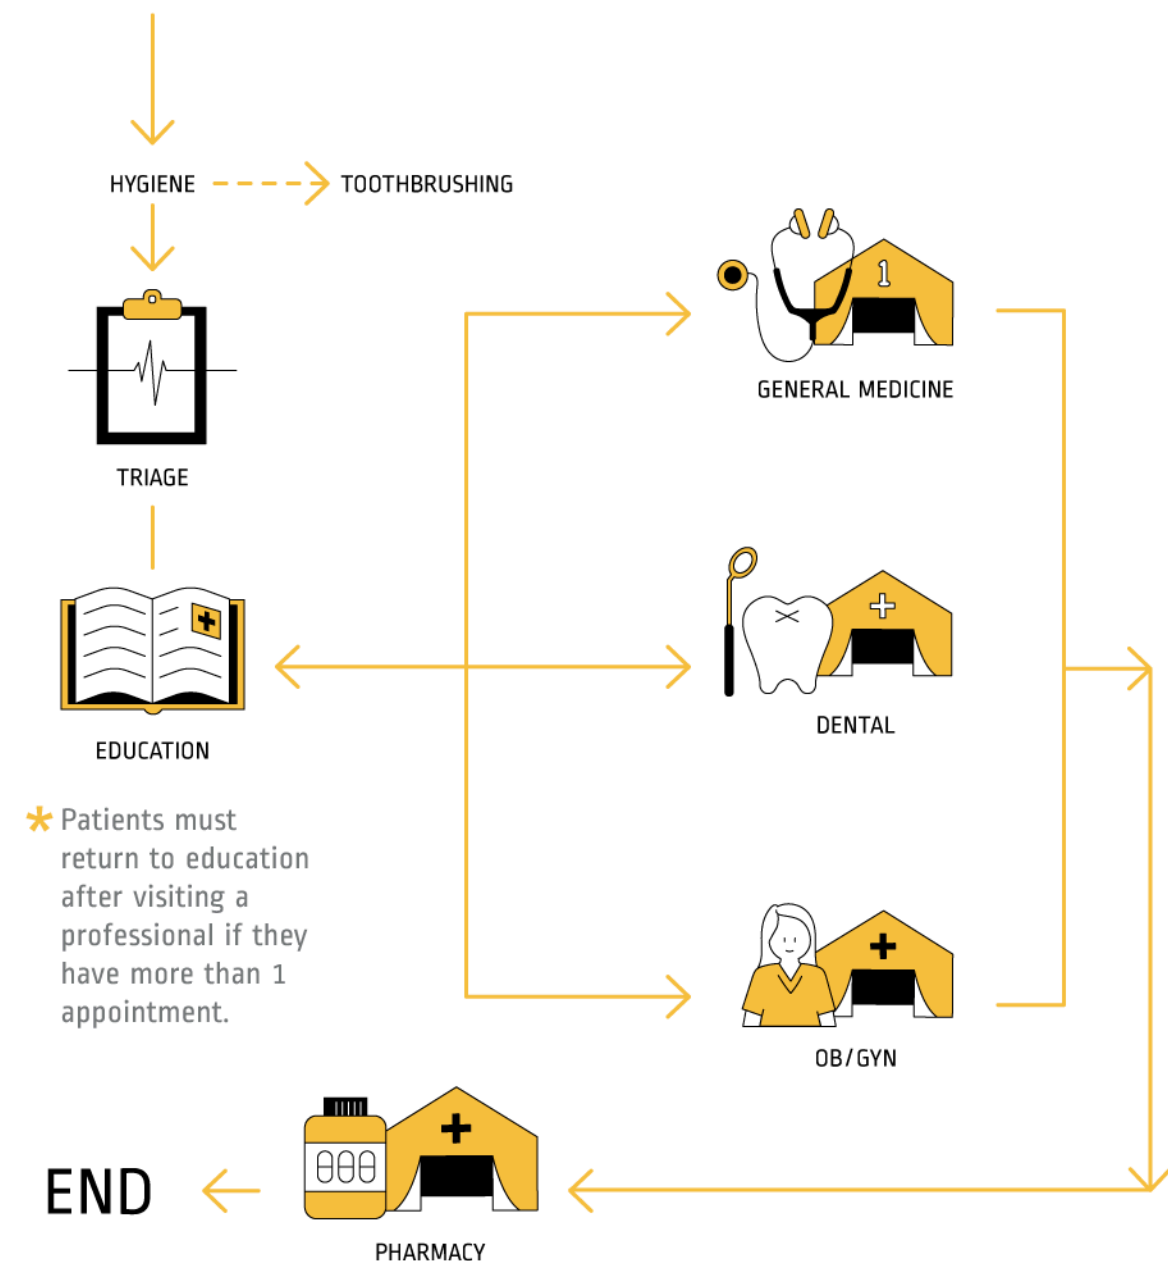 HYGIENE
TOOTHBRUSHING
1
GENERAL MEDICINE
TRIAGE
DENTAL
EDUCATION
* Patients must
return to education
after visiting a
professional if they
have more than 1
appointment.
OB/GYN
END
PHARMACY